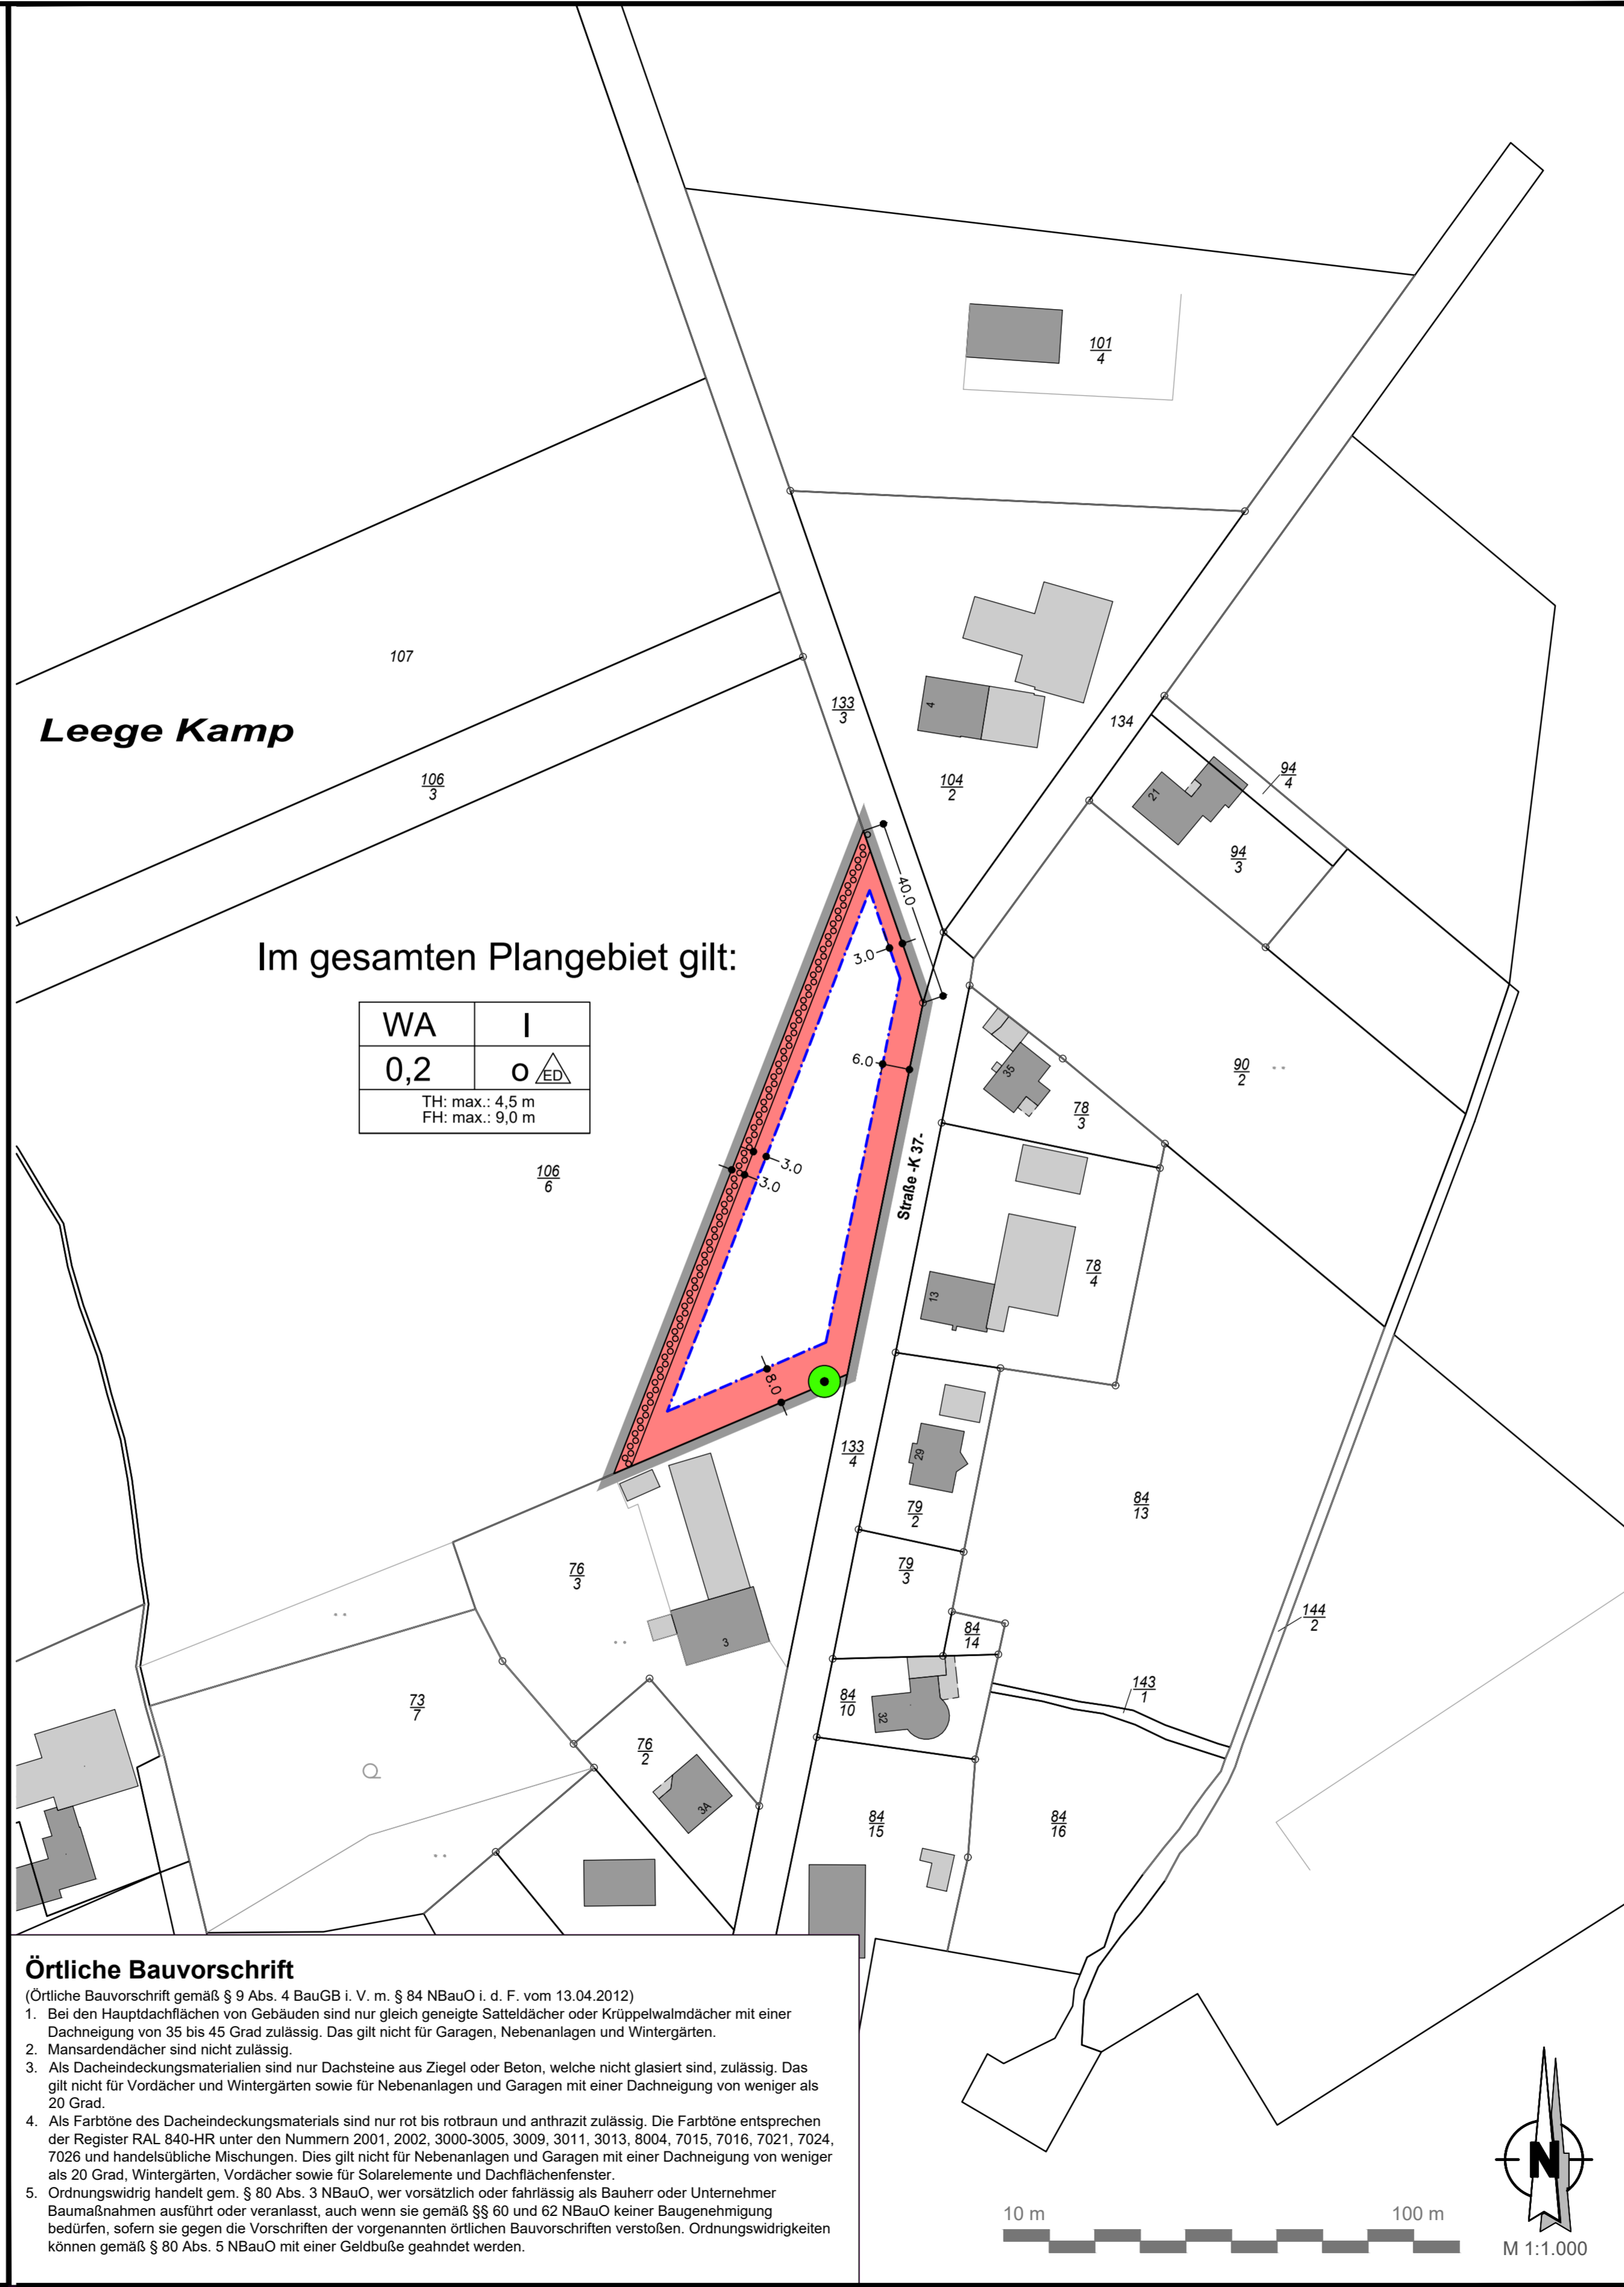 101
4
107
Leege Kamp
133
3
4
134
106
3
104
2
94
4
21
94
3
40.0
Im gesamten Plangebiet gilt:
3.0
WA I
0,2 o ED
TH: max.: 4,5 m
FH: max.: 9,0 m
6.0
35
90
2
78
3
106
6
3.0
3.0
Straße -K 37-
78
4
13
8.0
133
4
29
79
2
84
13
76
3
79
3
144
2
84
14
3
143
1
73
7
84
10
32
76
2
3A
84
15
84
16
Örtliche Bauvorschrift
(Örtliche Bauvorschrift gemäß § 9 Abs. 4 BauGB i. V. m. § 84 NBauO i. d. F. vom 13.04.2012)
1. Bei den Hauptdachflächen von Gebäuden sind nur gleich geneigte Satteldächer oder Krüppelwalmdächer mit einer
Dachneigung von 35 bis 45 Grad zulässig. Das gilt nicht für Garagen, Nebenanlagen und Wintergärten.
2. Mansardendächer sind nicht zulässig.
3. Als Dacheindeckungsmaterialien sind nur Dachsteine aus Ziegel oder Beton, welche nicht glasiert sind, zulässig. Das
gilt nicht für Vordächer und Wintergärten sowie für Nebenanlagen und Garagen mit einer Dachneigung von weniger als
20 Grad.
4. Als Farbtöne des Dacheindeckungsmaterials sind nur rot bis rotbraun und anthrazit zulässig. Die Farbtöne entsprechen
der Register RAL 840-HR unter den Nummern 2001, 2002, 3000-3005, 3009, 3011, 3013, 8004, 7015, 7016, 7021, 7024,
7026 und handelsübliche Mischungen. Dies gilt nicht für Nebenanlagen und Garagen mit einer Dachneigung von weniger
als 20 Grad, Wintergärten, Vordächer sowie für Solarelemente und Dachflächenfenster.
5. Ordnungswidrig handelt gem. § 80 Abs. 3 NBauO, wer vorsätzlich oder fahrlässig als Bauherr oder Unternehmer
Baumaßnahmen ausführt oder veranlasst, auch wenn sie gemäß §§ 60 und 62 NBauO keiner Baugenehmigung
bedürfen, sofern sie gegen die Vorschriften der vorgenannten örtlichen Bauvorschriften verstoßen. Ordnungswidrigkeiten
können gemäß § 80 Abs. 5 NBauO mit einer Geldbuße geahndet werden.
N
10 m 100 m
M 1:1.000